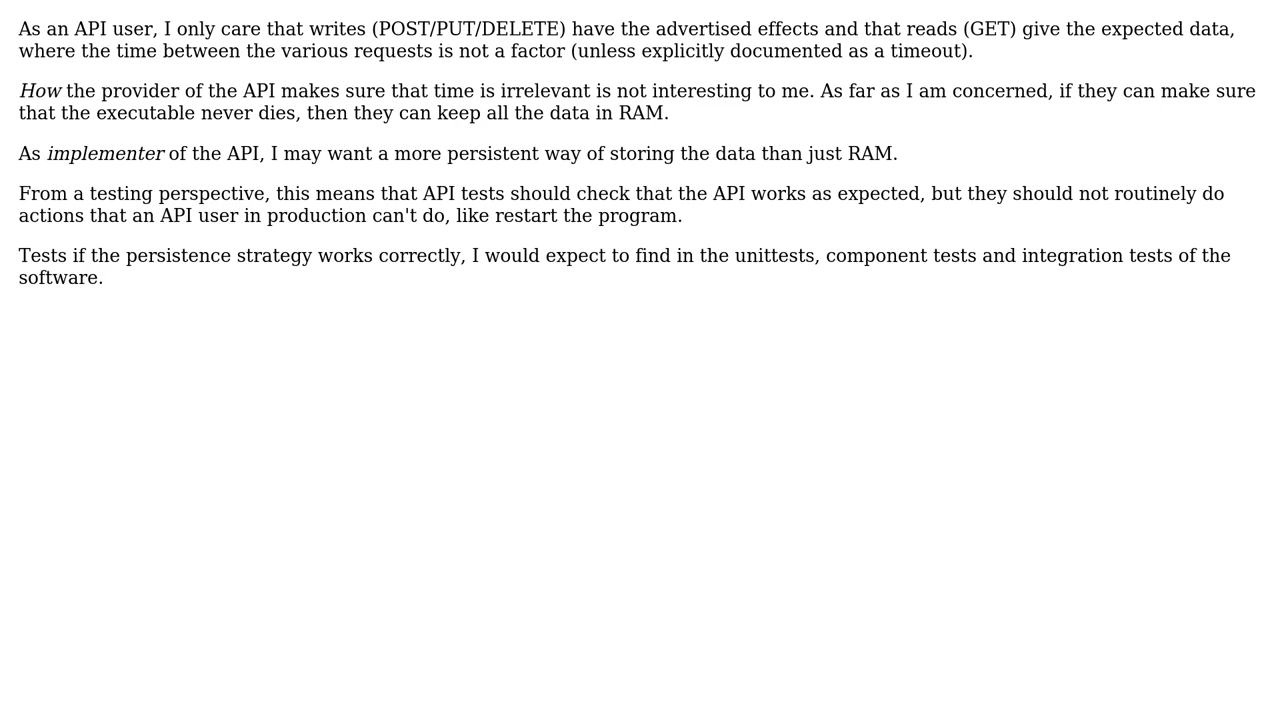 As an API user, I only care that writes (POST/PUT/DELETE) have the advertised effects and that reads (GET) give the expected data,
where the time between the various requests is not a factor (unless explicitly documented as a timeout).
How the provider of the API makes sure that time is irrelevant is not interesting to me. As far as I am concerned, if they can make sure
that the executable never dies, then they can keep all the data in RAM.
As implementer of the API, I may want a more persistent way of storing the data than just RAM.
From a testing perspective, this means that API tests should check that the API works as expected, but they should not routinely do
actions that an API user in production can't do, like restart the program.
Tests if the persistence strategy works correctly, I would expect to find in the unittests, component tests and integration tests of the
software.